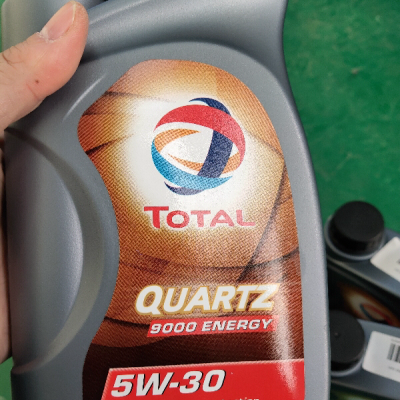 TOTAL
QUARTZ
9000 ENERGY
5W-30